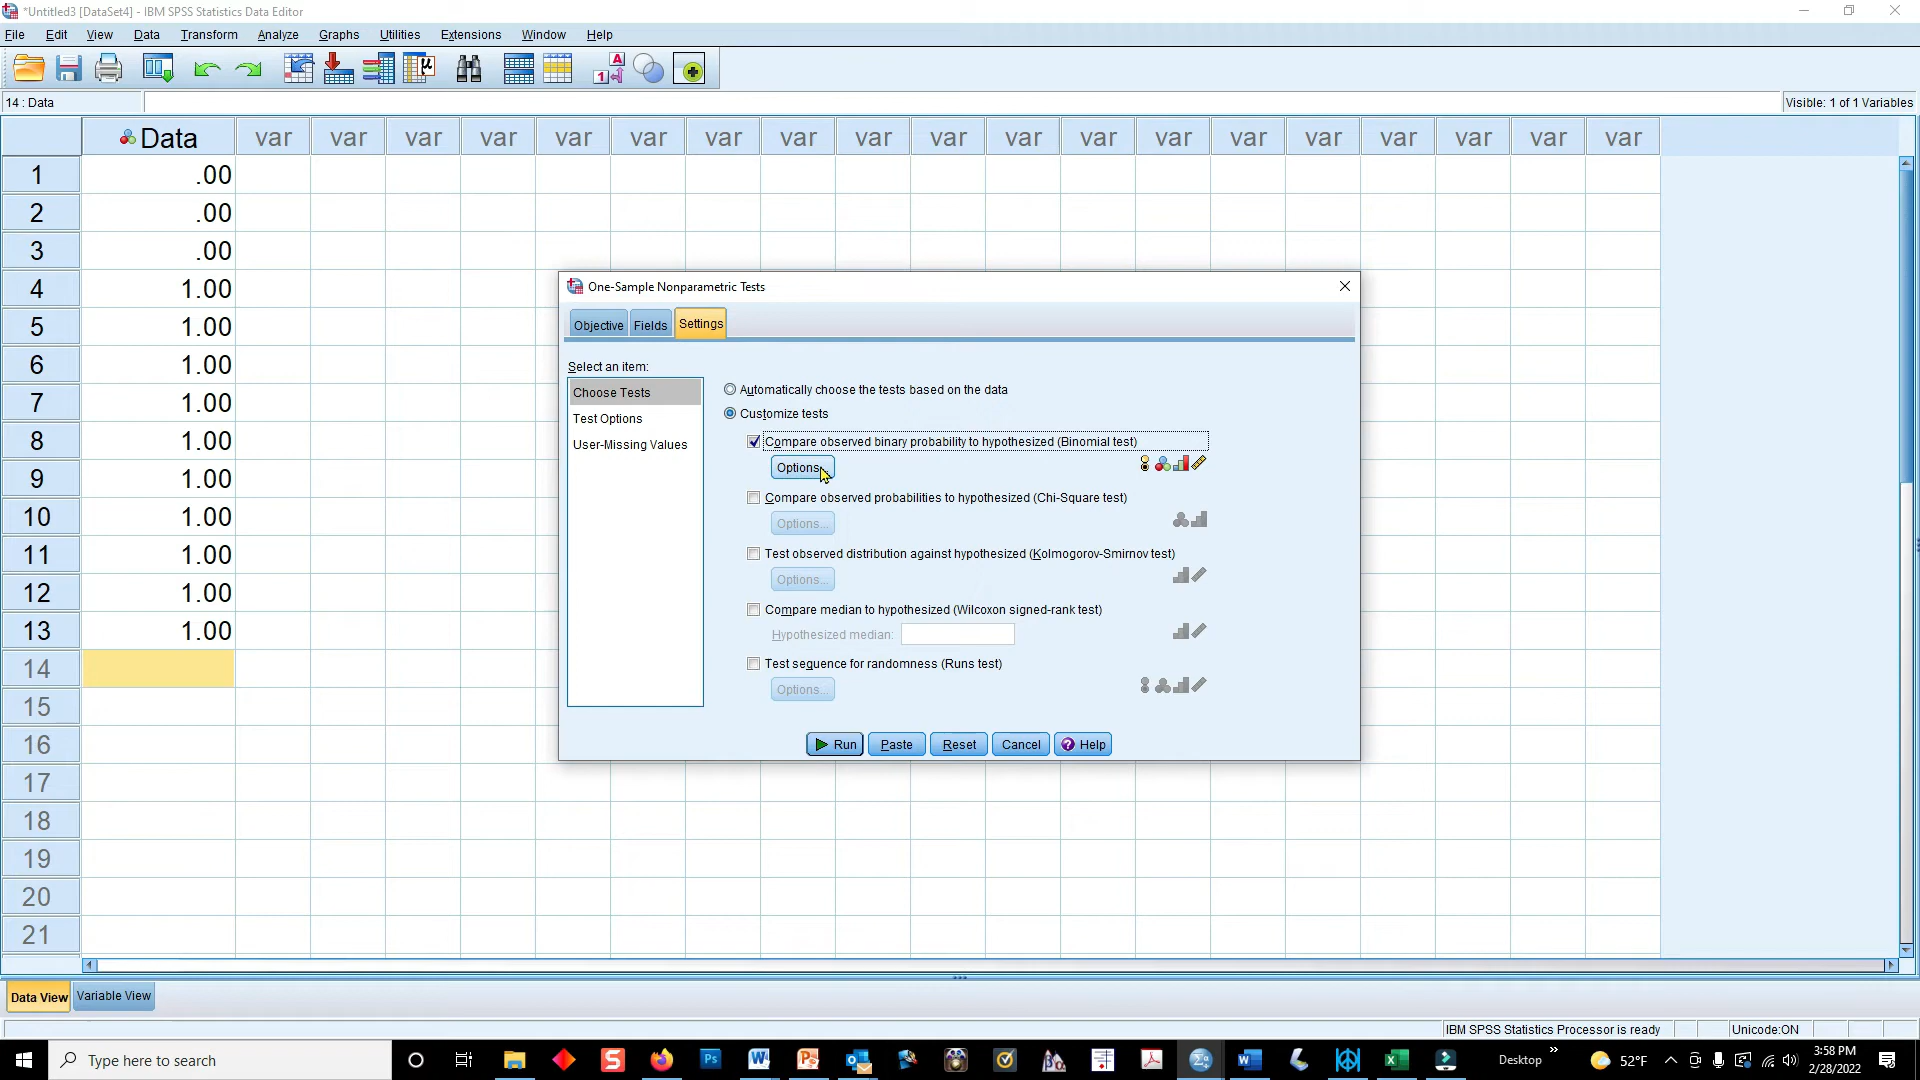 *Untitled3 [DataSet4] - IBM SPSS Statistics Data Editor
File Edit View Data Transform Analyze Graphs Utilities Extensions Window Help
14 : Data
Visible: 1 of 1 Variables
Data var var var var var var var var var var var var var var var var var var var
1 .00
2 .00
3 .00
4 1.00
5 1.00
6 1.00
7 1.00
8 1.00
9 1.00
10 1.00
11 1.00
12 1.00
13 1.00
14
15
16
17
18
19
20
21
One-Sample Nonparametric Tests
Objective Fields Settings
Select an item:
Choose Tests
Test Options
User-Missing Values
Automatically choose the tests based on the data
Customize tests
Compare observed binary probability to hypothesized (Binomial test)
Options...
Compare observed probabilities to hypothesized (Chi-Square test)
Options...
Test observed distribution against hypothesized (Kolmogorov-Smirnov test)
Options...
Compare median to hypothesized (Wilcoxon signed-rank test)
Hypothesized median:
Test sequence for randomness (Runs test)
Options...
Run Paste Reset Cancel Help
Data View Variable View
IBM SPSS Statistics Processor is ready
Unicode:ON
Type here to search
Desktop
52°F
3:58 PM
2/28/2022